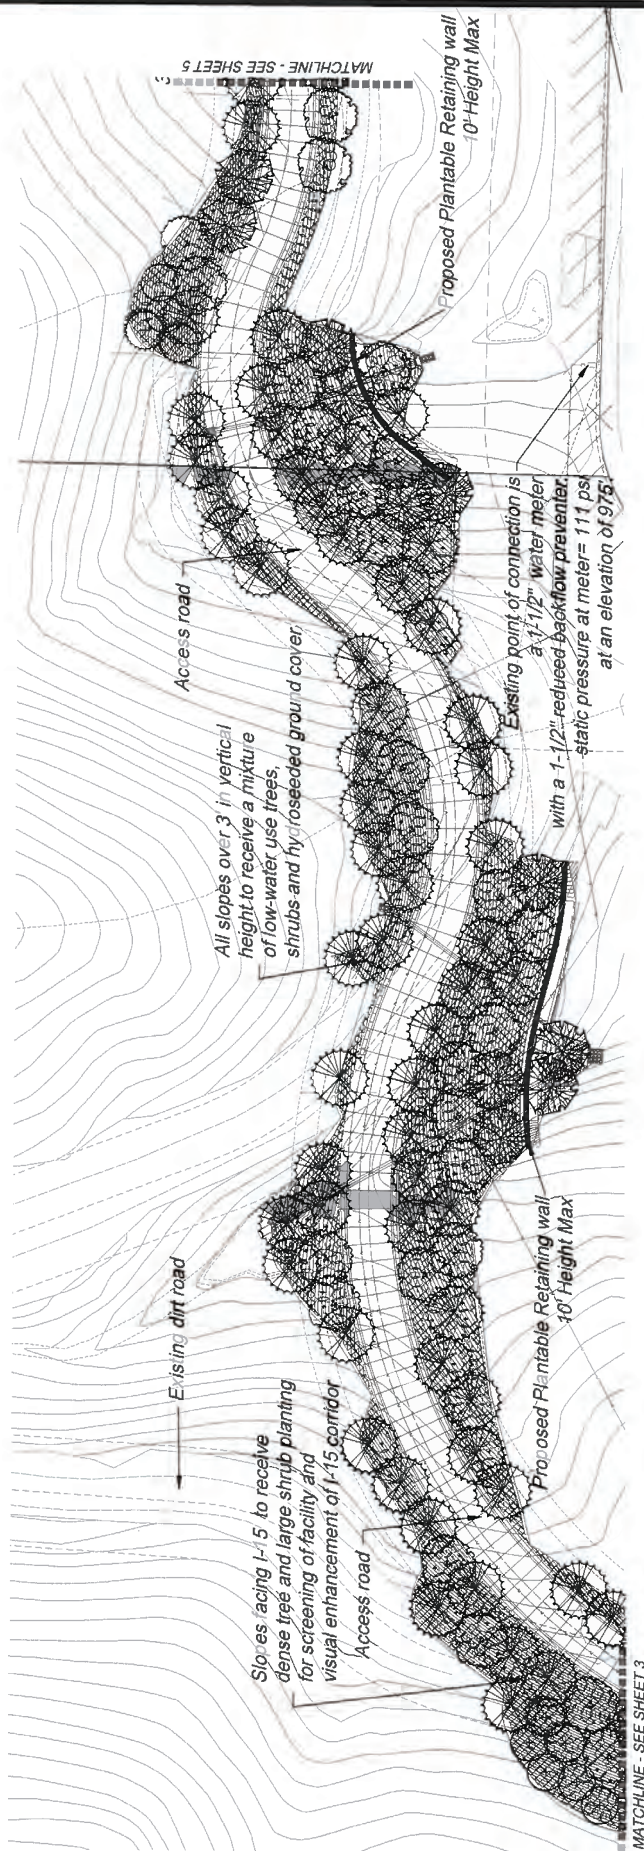 MATCHLINE - SEE SHEET 5
Proposed Plantable Retaining wall
10' Height Max
Access road
All slopes over 3' in vertical
height to receive a mixture
of low-water use trees,
shrubs and hydroseeded ground cover,
Existing point of connection is
a 1-1/2" water meter
with a 1-1/2" reduced backflow preventer.
static pressure at meter= 111 psi
at an elevation of 975'
Existing dirt road
Slopes facing I-15 to receive
dense tree and large shrub planting
for screening of facility and
visual enhancement of I-15 corridor
Access road
Proposed Plantable Retaining wall
10' Height Max
MATCHLINE - SEE SHEET 3